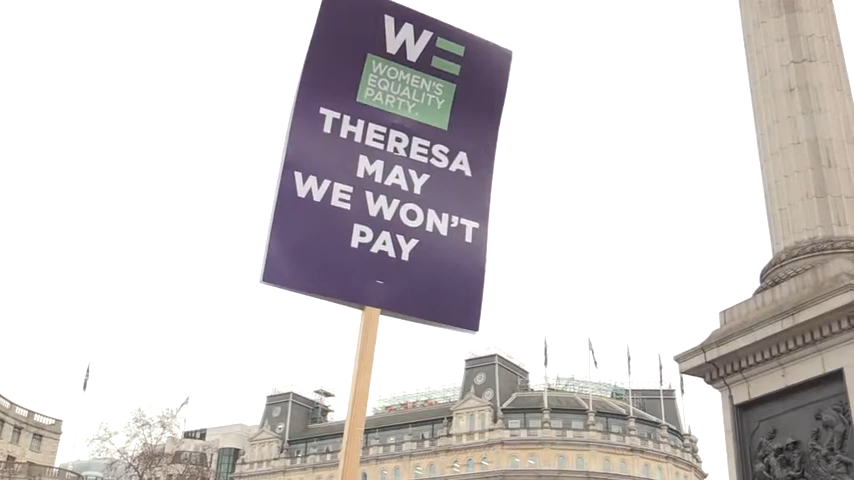 WE
WOMEN'S
EQUALITY
PARTY.
THERESA
MAY
WE WON'T
PAY